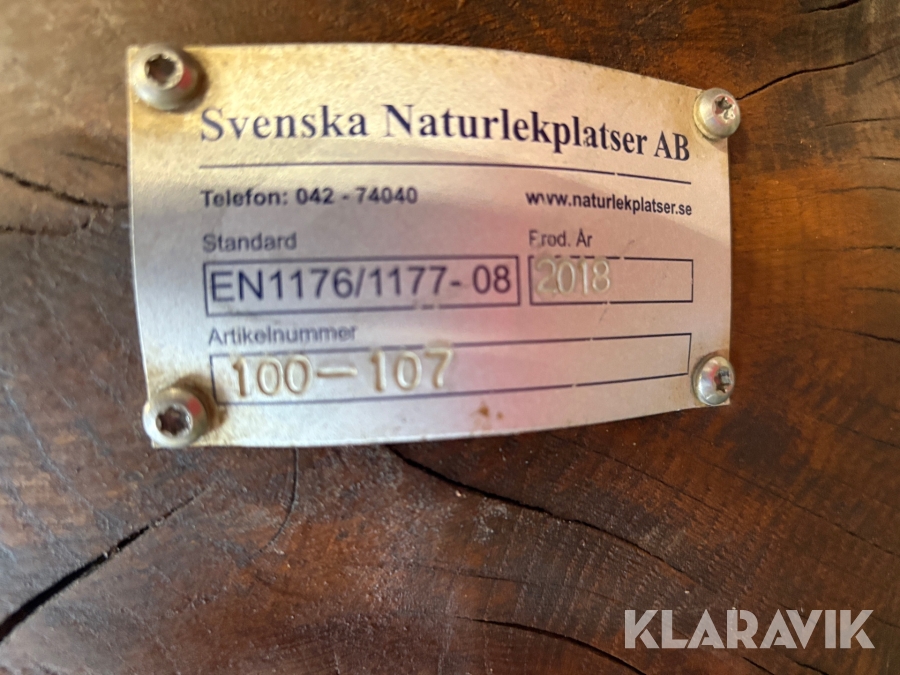 Svenska Naturlekplatser AB
Telefon: 042 - 74040
www.naturlekplatser.se
Standard
Prod. År
EN1176/1177- 08
2018
Artikelnummer
100-107
KLARAVIK